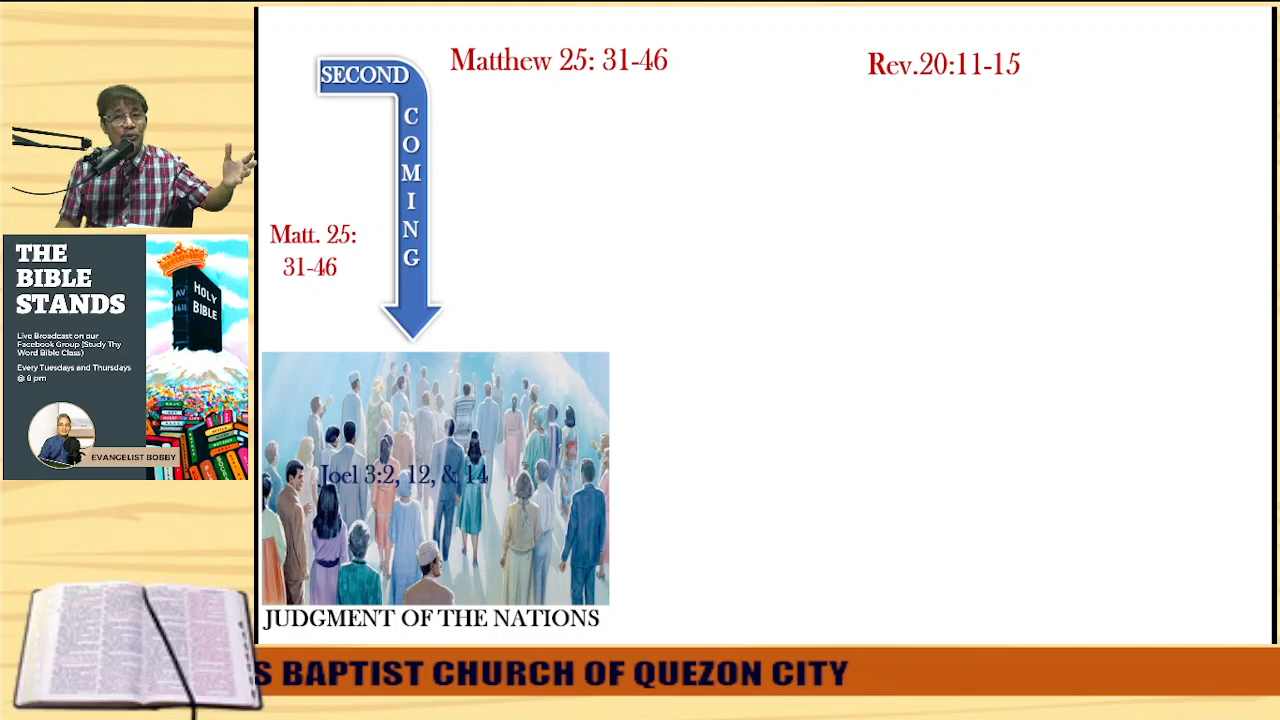 SECOND
COMING
Matthew 25: 31-46
Rev.20:11-15
Matt. 25:
31-46
Joel 3:2, 12, & 14
JUDGMENT OF THE NATIONS
THE
BIBLE
STANDS
Live Broadcast on our
Facebook Group (Study Thy
Word Bible Class)
Every Tuesdays and Thursdays
@ 8 pm
AV
1611
HOLY
BIBLE
EVANGELIST BOBBY
S BAPTIST CHURCH OF QUEZON CITY